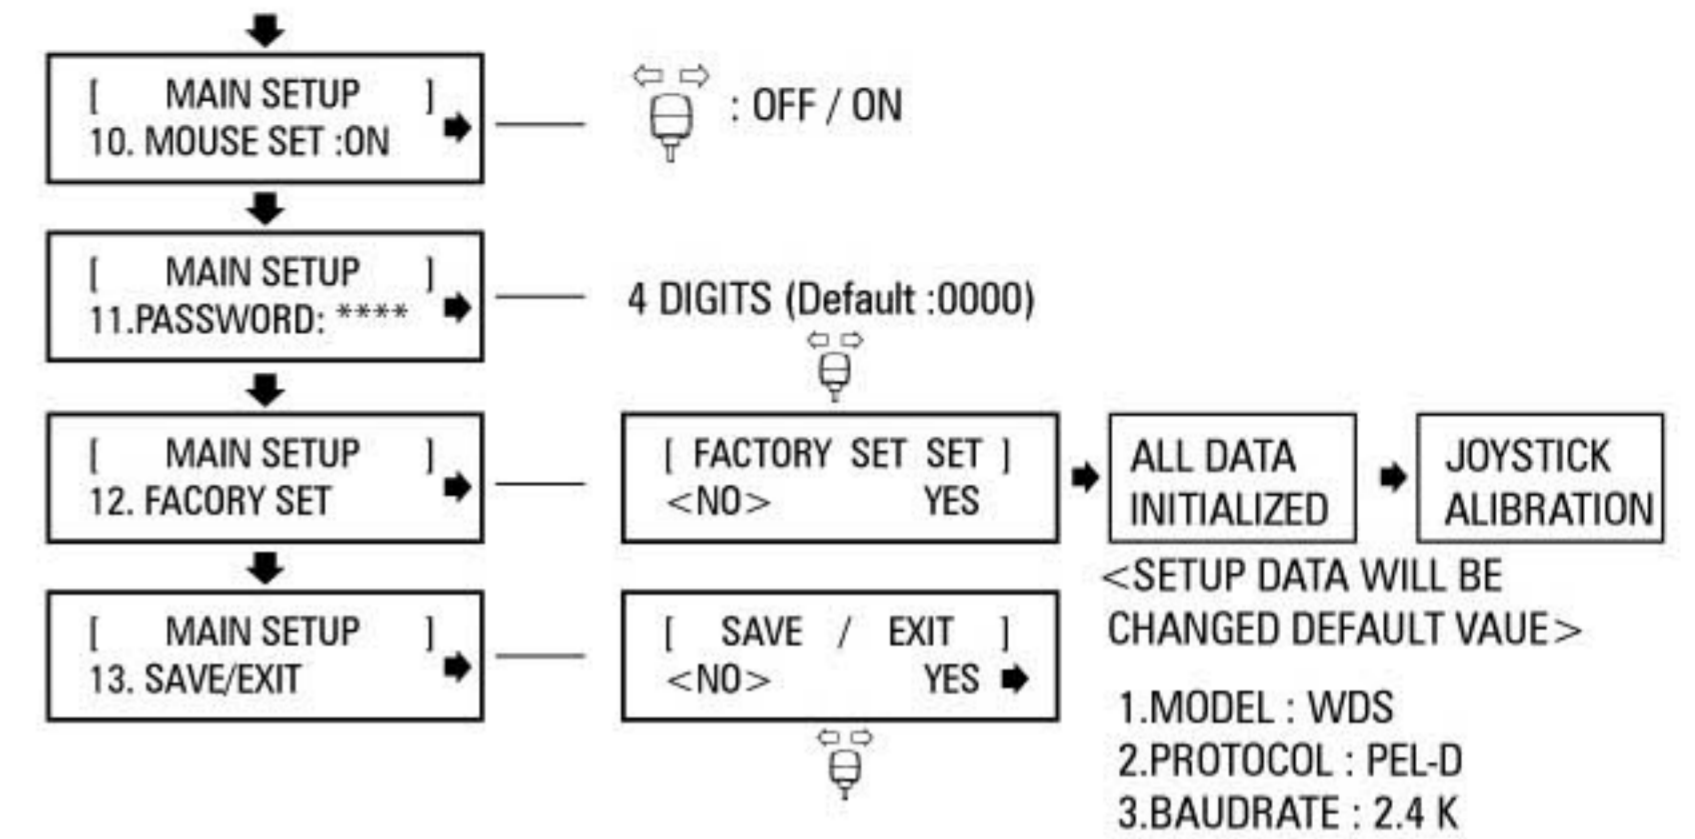 [ MAIN SETUP ]
10. MOUSE SET :ON
: OFF / ON
[ MAIN SETUP ]
11.PASSWORD: ****
4 DIGITS (Default :0000)
[ MAIN SETUP ]
12. FACORY SET
[ FACTORY SET SET ]
<NO> YES
ALL DATA
INITIALIZED
JOYSTICK
ALIBRATION
<SETUP DATA WILL BE
CHANGED DEFAULT VAUE>
[ MAIN SETUP ]
13. SAVE/EXIT
[ SAVE / EXIT ]
<NO> YES
1.MODEL : WDS
2.PROTOCOL : PEL-D
3.BAUDRATE : 2.4 K